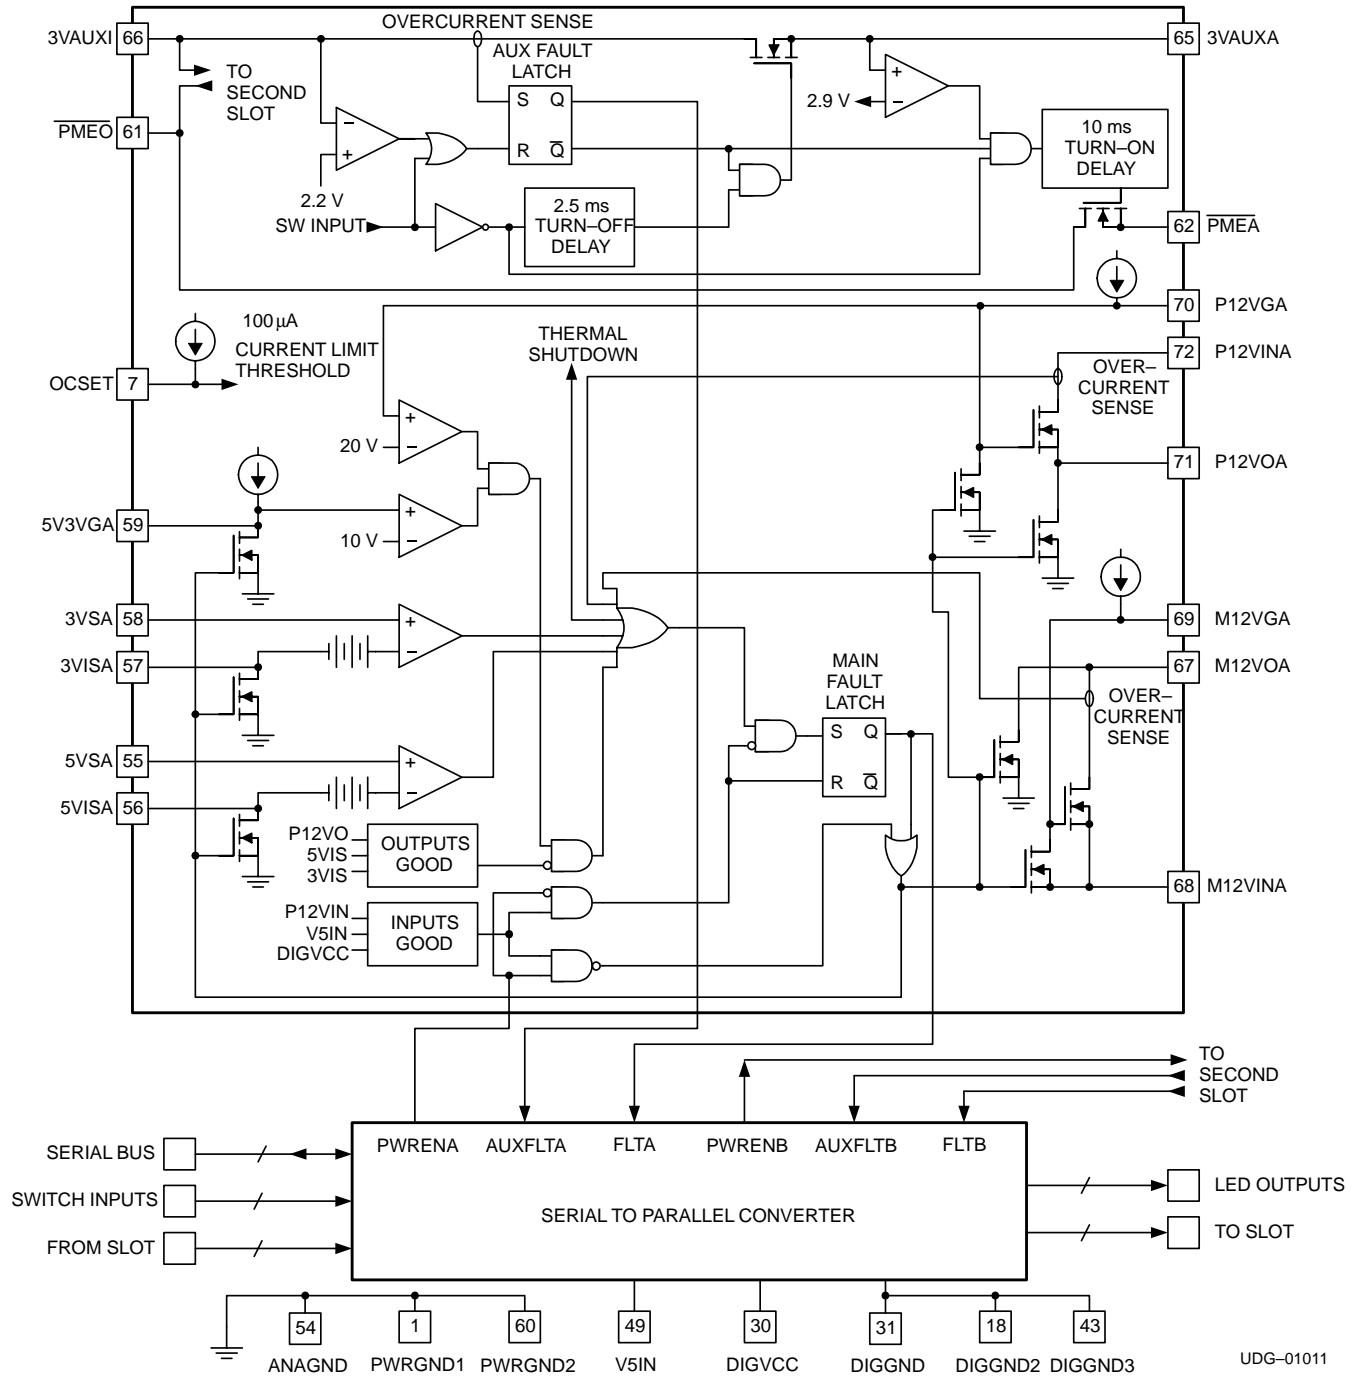 OVERCURRENT SENSE
3VAUXI 66
65 3VAUXA
AUX FAULT
LATCH
TO
SECOND
SLOT
S Q
R Q̅
+
−
2.9 V
P̅M̅E̅O̅ 61
−
+
2.2 V
10 ms
TURN–ON
DELAY
SW INPUT
2.5 ms
TURN–OFF
DELAY
62 P̅M̅E̅A̅
70 P12VGA
100 µA
CURRENT LIMIT
THRESHOLD
THERMAL
SHUTDOWN
72 P12VINA
OVER–
CURRENT
SENSE
OCSET 7
+
20 V −
71 P12VOA
5V3VGA 59
+
10 V −
3VSA 58
+
−
3VISA 57
69 M12VGA
67 M12VOA
MAIN
FAULT
LATCH
OVER–
CURRENT
SENSE
S Q
R Q̅
5VSA 55
+
−
5VISA 56
P12VO
5VIS
3VIS
OUTPUTS
GOOD
68 M12VINA
P12VIN
V5IN
DIGVCC
INPUTS
GOOD
TO
SECOND
SLOT
PWRENA AUXFLTA FLTA PWRENB AUXFLTB FLTB
SERIAL BUS
SWITCH INPUTS
FROM SLOT
SERIAL TO PARALLEL CONVERTER
LED OUTPUTS
TO SLOT
54 1 60 49 30 31 18 43
ANAGND PWRGND1 PWRGND2 V5IN DIGVCC DIGGND DIGGND2 DIGGND3
UDG–01011